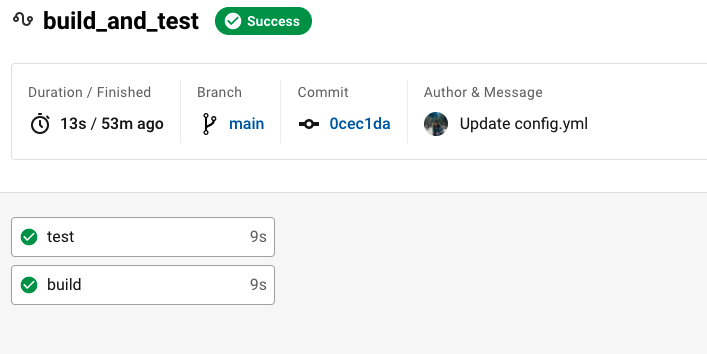 build_and_test Success
Duration / Finished Branch Commit Author & Message
13s / 53m ago main 0cec1da Update config.yml
test 9s
build 9s